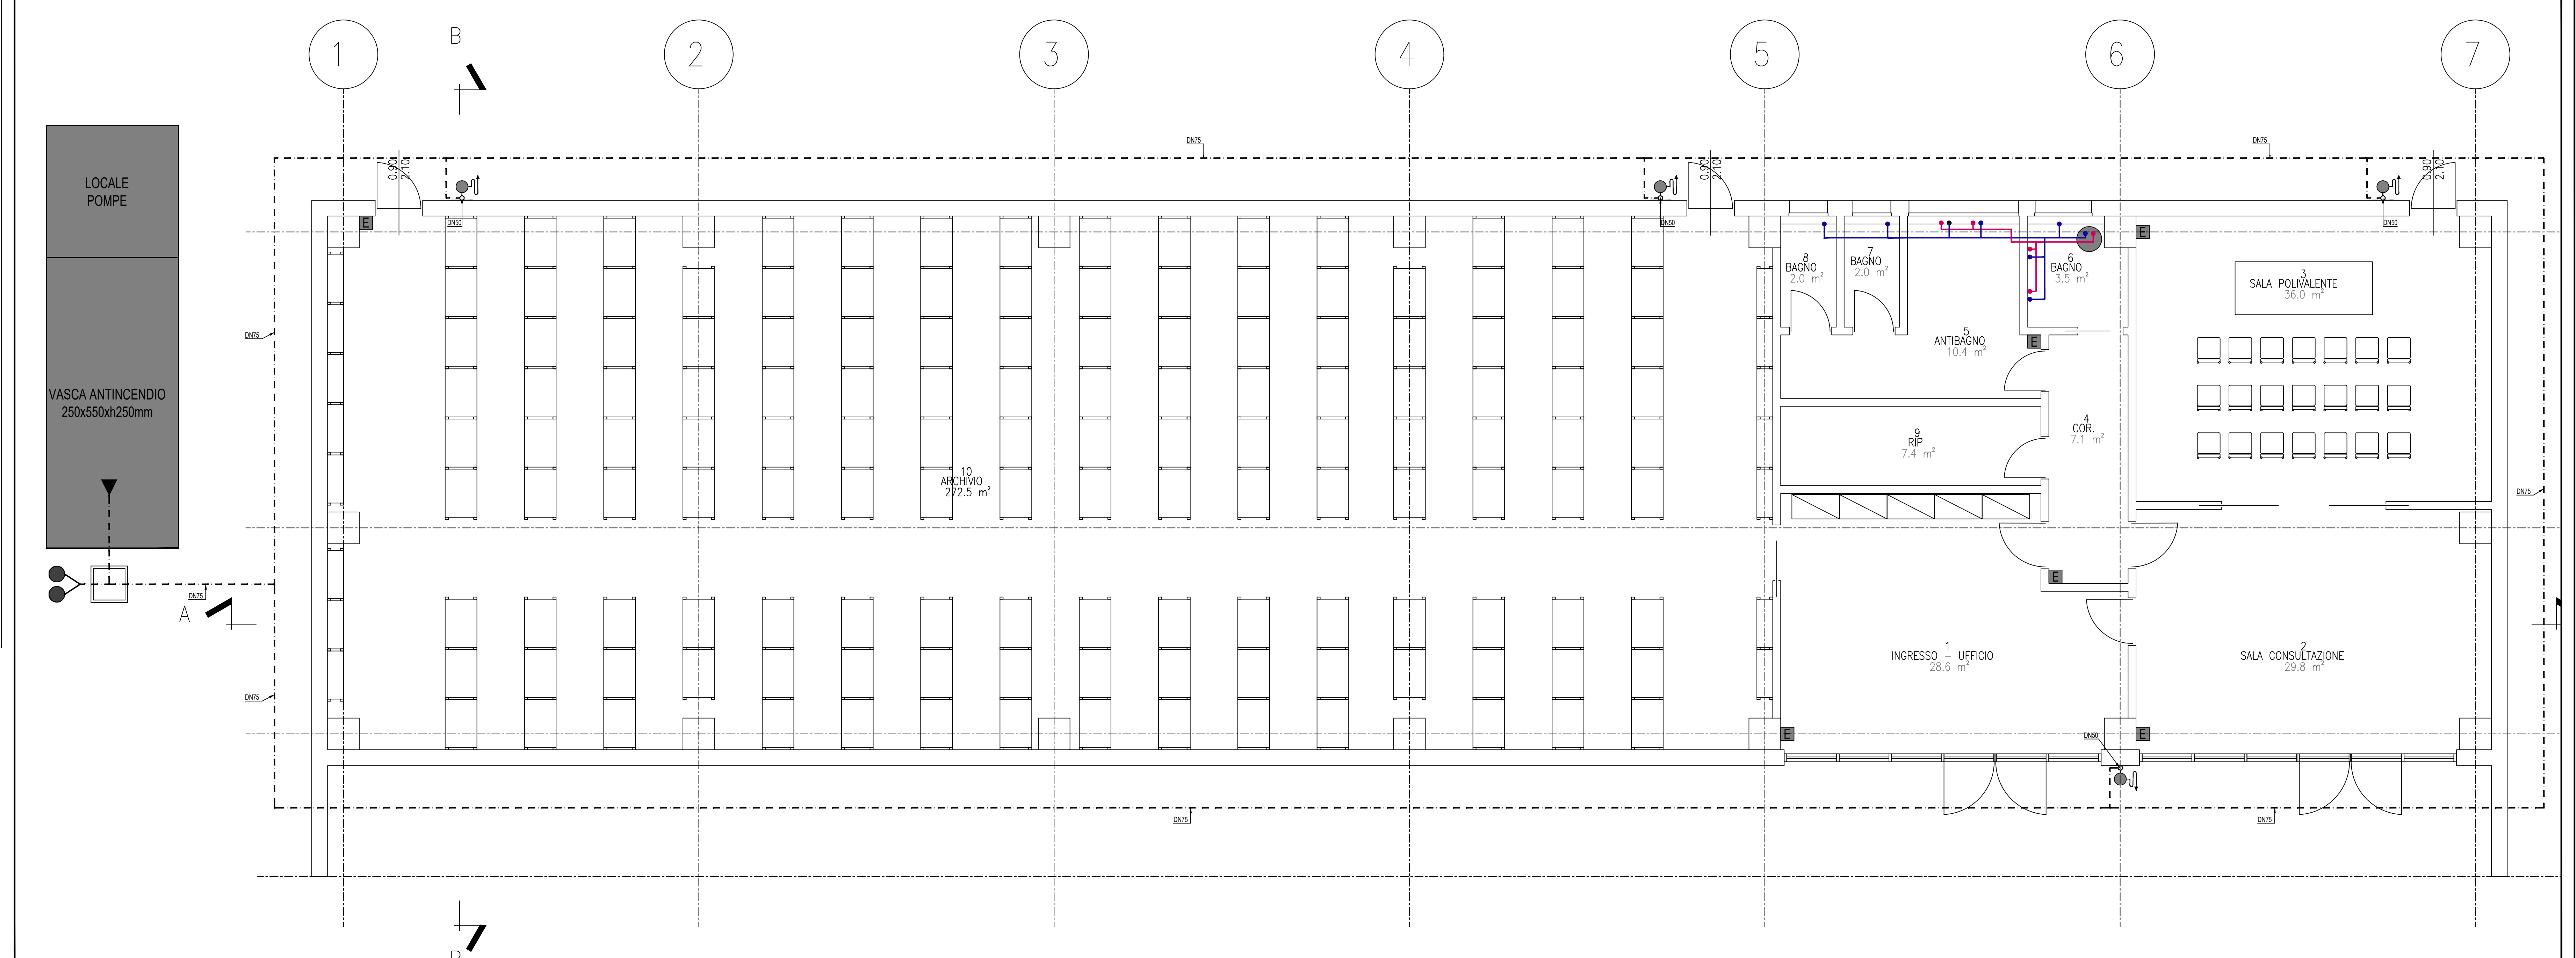 1
2
3
4
5
6
7
B
DN75
DN75
0.90
2.10
0.90
2.10
0.90
2.10
LOCALE
POMPE
DN50
DN50
DN50
E
E
8
BAGNO
2.0 m²
7
BAGNO
2.0 m²
6
BAGNO
3.5 m²
3
SALA POLIVALENTE
36.0 m²
DN75
5
ANTIBAGNO
10.4 m²
E
VASCA ANTINCENDIO
250x550xh250mm
4
COR.
7.1 m²
9
RIP
7.4 m²
10
ARCHIVIO
272.5 m²
DN75
DN75
E
A
1
INGRESSO - UFFICIO
28.6 m²
2
SALA CONSULTAZIONE
29.8 m²
DN75
E
DN50
E
DN75
DN75